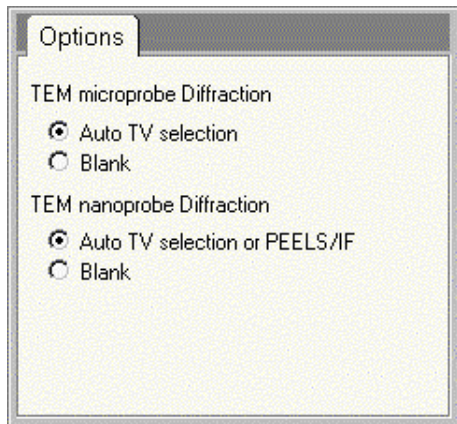 Options
TEM microprobe Diffraction
Auto TV selection
Blank
TEM nanoprobe Diffraction
Auto TV selection or PEELS/IF
Blank